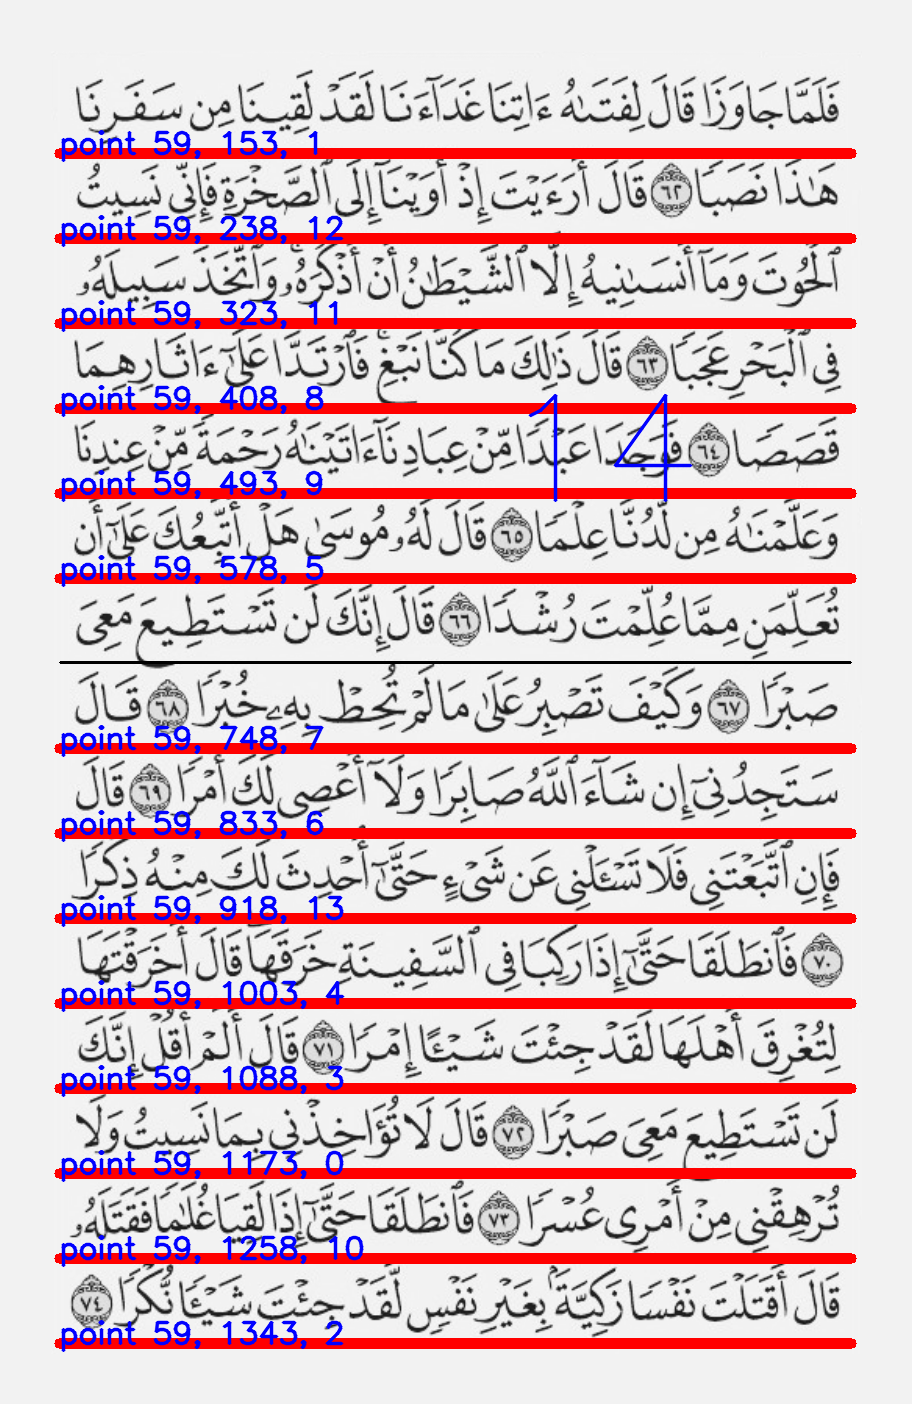 فَلَمَّا جَاوَزَا قَالَ لِفَتَىٰهُ ءَاتِنَا غَدَآءَنَا لَقَدْ لَقِينَا مِن سَفَرِنَا
point 59, 153, 1
هَـٰذَا نَصَبًا ٦٢ قَالَ أَرَءَيْتَ إِذْ أَوَيْنَآ إِلَى ٱلصَّخْرَةِ فَإِنِّى نَسِيتُ
point 59, 238, 12
ٱلْحُوتَ وَمَآ أَنسَىٰنِيهُ إِلَّا ٱلشَّيْطَـٰنُ أَنْ أَذْكُرَهُۥ ۚ وَٱتَّخَذَ سَبِيلَهُۥ
point 59, 323, 11
فِى ٱلْبَحْرِ عَجَبًا ٦٣ قَالَ ذَٰلِكَ مَا كُنَّا نَبْغِ ۚ فَٱرْتَدَّا عَلَىٰٓ ءَاثَارِهِمَا
point 59, 408, 8
قَصَصًا ٦٤ فَوَجَدَا عَبْدًا مِّنْ عِبَادِنَآ ءَاتَيْنَـٰهُ رَحْمَةً مِّنْ عِندِنَا
14
point 59, 493, 9
وَعَلَّمْنَـٰهُ مِن لَّدُنَّا عِلْمًا ٦٥ قَالَ لَهُۥ مُوسَىٰ هَلْ أَتَّبِعُكَ عَلَىٰٓ أَن
point 59, 578, 5
تُعَلِّمَنِ مِمَّا عُلِّمْتَ رُشْدًا ٦٦ قَالَ إِنَّكَ لَن تَسْتَطِيعَ مَعِىَ
صَبْرًا ٦٧ وَكَيْفَ تَصْبِرُ عَلَىٰ مَا لَمْ تُحِطْ بِهِۦ خُبْرًا ٦٨ قَالَ
point 59, 748, 7
سَتَجِدُنِىٓ إِن شَآءَ ٱللَّهُ صَابِرًا وَلَآ أَعْصِى لَكَ أَمْرًا ٦٩ قَالَ
point 59, 833, 6
فَإِنِ ٱتَّبَعْتَنِى فَلَا تَسْـَٔلْنِى عَن شَىْءٍ حَتَّىٰٓ أُحْدِثَ لَكَ مِنْهُ ذِكْرًا
point 59, 918, 13
٧٠ فَٱنطَلَقَا حَتَّىٰٓ إِذَا رَكِبَا فِى ٱلسَّفِينَةِ خَرَقَهَا ۖ قَالَ أَخَرَقْتَهَا
point 59, 1003, 4
لِتُغْرِقَ أَهْلَهَا لَقَدْ جِئْتَ شَيْـًٔا إِمْرًا ٧١ قَالَ أَلَمْ أَقُلْ إِنَّكَ
point 59, 1088, 3
لَن تَسْتَطِيعَ مَعِىَ صَبْرًا ٧٢ قَالَ لَا تُؤَاخِذْنِى بِمَا نَسِيتُ وَلَا
point 59, 1173, 0
تُرْهِقْنِى مِنْ أَمْرِى عُسْرًا ٧٣ فَٱنطَلَقَا حَتَّىٰٓ إِذَا لَقِيَا غُلَـٰمًا فَقَتَلَهُۥ
point 59, 1258, 10
قَالَ أَقَتَلْتَ نَفْسًا زَكِيَّةًۢ بِغَيْرِ نَفْسٍ لَّقَدْ جِئْتَ شَيْـًٔا نُّكْرًا ٧٤
point 59, 1343, 2